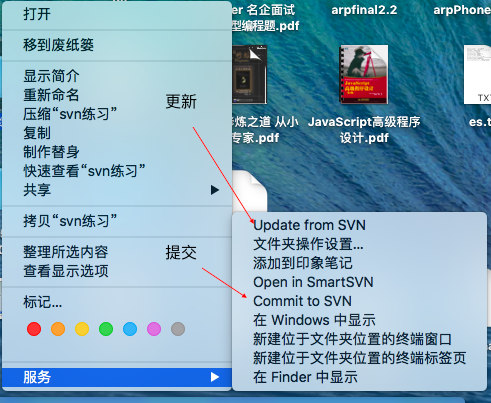 打开
移到废纸篓
显示简介
重新命名
压缩“svn练习”
复制
制作替身
快速查看“svn练习”
共享
拷贝“svn练习”
整理所选内容
查看显示选项
标记...
服务
更新
提交
Update from SVN
文件夹操作设置...
添加到印象笔记
Open in SmartSVN
Commit to SVN
在 Windows 中显示
新建位于文件夹位置的终端窗口
新建位于文件夹位置的终端标签页
在 Finder 中显示
er 名企面试
型编程题.pdf
arpfinal2.2
arpPhone
炼之道 从小
专家.pdf
JavaScript高级程序
设计.pdf
JavaScript
高级程序设计
TXT
es.t